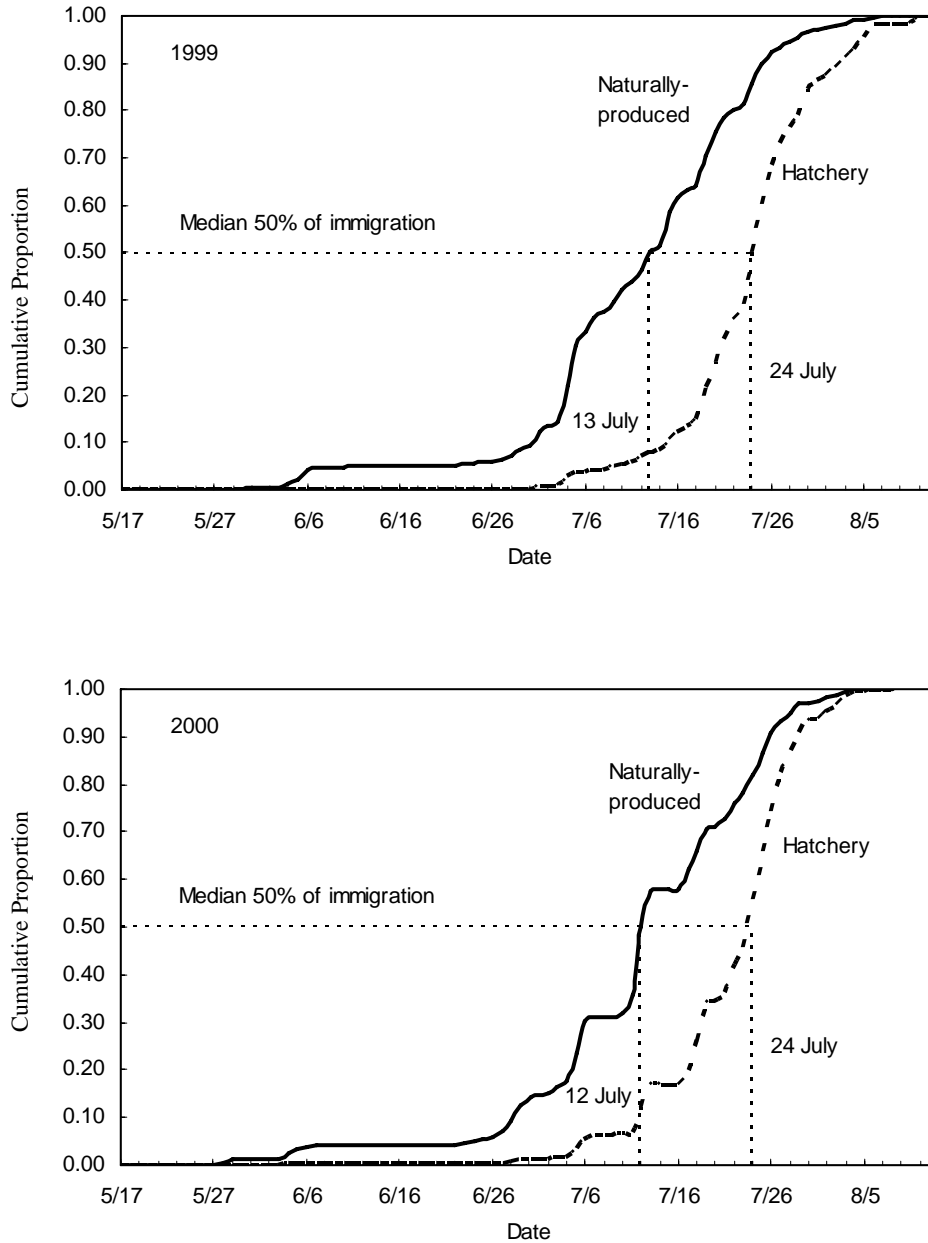 1.00
0.90
0.80
0.70
0.60
0.50
0.40
0.30
0.20
0.10
0.00
Cumulative Proportion
1999
Naturally-
produced
Hatchery
Median 50% of immigration
13 July
24 July
5/17 5/27 6/6 6/16 6/26 7/6 7/16 7/26 8/5
Date
1.00
0.90
0.80
0.70
0.60
0.50
0.40
0.30
0.20
0.10
0.00
Cumulative Proportion
2000
Naturally-
produced
Hatchery
Median 50% of immigration
12 July
24 July
5/17 5/27 6/6 6/16 6/26 7/6 7/16 7/26 8/5
Date